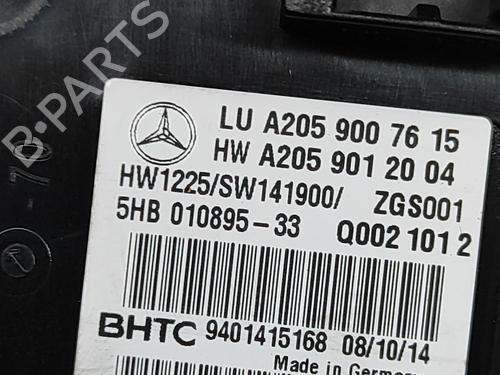 B-PARTS
LU A205 900 76 15
HW A205 901 20 04
HW1225/SW141900/ ZGS001
5HB 010895-33 Q002 101 2
BHTC 9401415168 08/10/14
Made in Germany